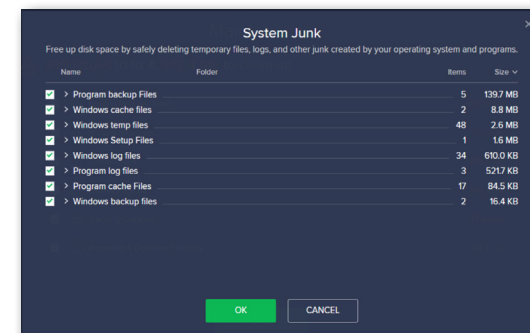 System Junk
Free up disk space by safely deleting temporary files, logs, and other junk created by your operating system and programs.
Name Folder Items Size
Program backup Files 5 139.7 MB
Windows cache files 2 8.8 MB
Windows temp files 48 2.6 MB
Windows Setup Files 1 1.6 MB
Windows log files 34 610.0 KB
Program log files 3 521.7 KB
Program cache Files 17 84.5 KB
Windows backup files 2 16.4 KB
OK CANCEL